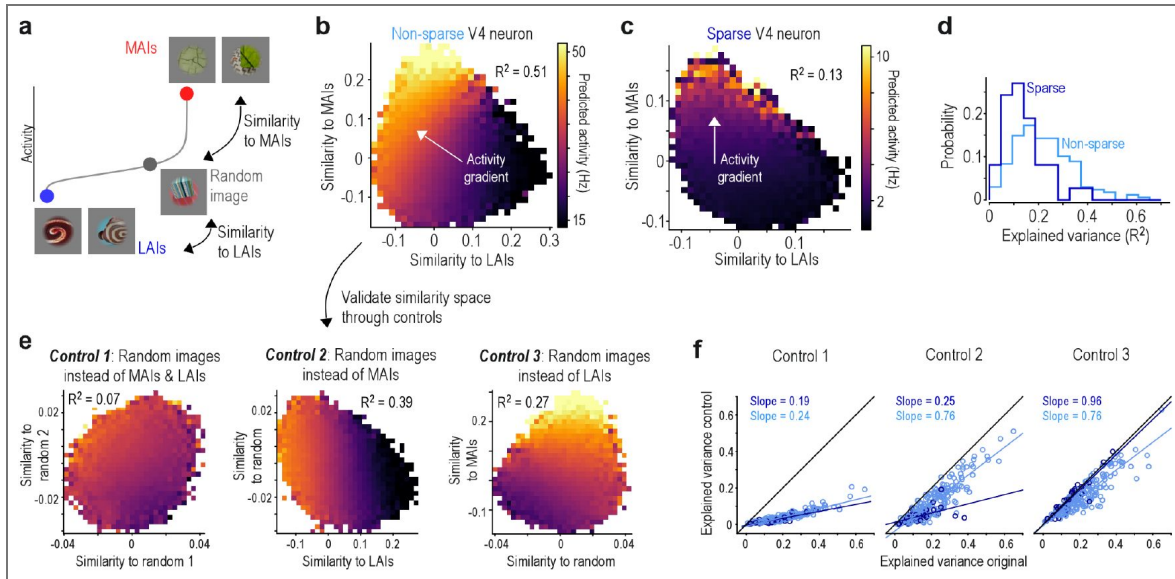 a
MAIs
Activity
Similarity
to MAIs
Random
image
Similarity
to LAIs
LAIs
b
Non-sparse V4 neuron
R² = 0.51
Activity
gradient
Similarity to MAIs
0.2
0.1
0
-0.1
-0.1
0
0.1
0.2
0.3
Similarity to LAIs
50
15
Predicted activity (Hz)
c
Sparse V4 neuron
R² = 0.13
Activity
gradient
Similarity to MAIs
0.1
0
-0.1
-0.1
0
0.1
Similarity to LAIs
10
2
Predicted activity (Hz)
d
Sparse
Non-sparse
Probability
0.2
0.1
0
0
0.2
0.4
0.6
Explained variance (R²)
Validate similarity space
through controls
e
Control 1: Random images
instead of MAIs & LAIs
R² = 0.07
Similarity to
random 2
0.02
0
-0.02
-0.04
0
0.04
Similarity to random 1
Control 2: Random images
instead of MAIs
R² = 0.39
Similarity
to random
0.02
0
-0.02
-0.1
0
0.1
0.2
Similarity to LAIs
Control 3: Random images
instead of LAIs
R² = 0.27
Similarity
to MAIs
0.2
-0.1
-0.04
0
0.04
Similarity to random
f
Control 1
Slope = 0.19
Slope = 0.24
Control 2
Slope = 0.25
Slope = 0.76
Control 3
Slope = 0.96
Slope = 0.76
Explained variance control
0.6
0.4
0.2
0
0
0.2
0.4
0.6
0
0.2
0.4
0.6
0
0.2
0.4
0.6
Explained variance original